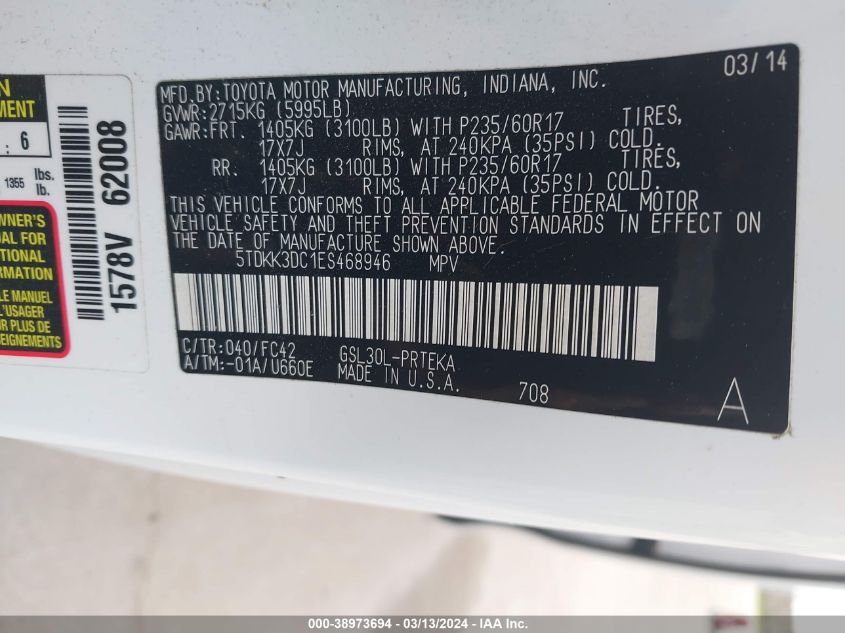 03/14
MFD.BY:TOYOTA MOTOR MANUFACTURING, INDIANA, INC.
GVWR:2715KG (5995LB)
GAWR:FRT. 1405KG (3100LB) WITH P235/60R17 TIRES,
17X7J RIMS, AT 240KPA (35PSI) COLD.
RR. 1405KG (3100LB) WITH P235/60R17 TIRES,
17X7J RIMS, AT 240KPA (35PSI) COLD.
THIS VEHICLE CONFORMS TO ALL APPLICABLE FEDERAL MOTOR
VEHICLE SAFETY AND THEFT PREVENTION STANDARDS IN EFFECT ON
THE DATE OF MANUFACTURE SHOWN ABOVE.
5TDKK3DC1ES468946 MPV
C/TR:040/FC42 GSL30L-PRTEKA
A/TM:-01A/U660E MADE IN U.S.A.
708
A
: 6
1355 lbs.
lb.
OWNER'S
FOR
TIONAL
LE MANUEL
L'USAGER
UR PLUS DE
SEIGNEMENTS
1578V 62008
000-38973694 - 03/13/2024 - IAA Inc.